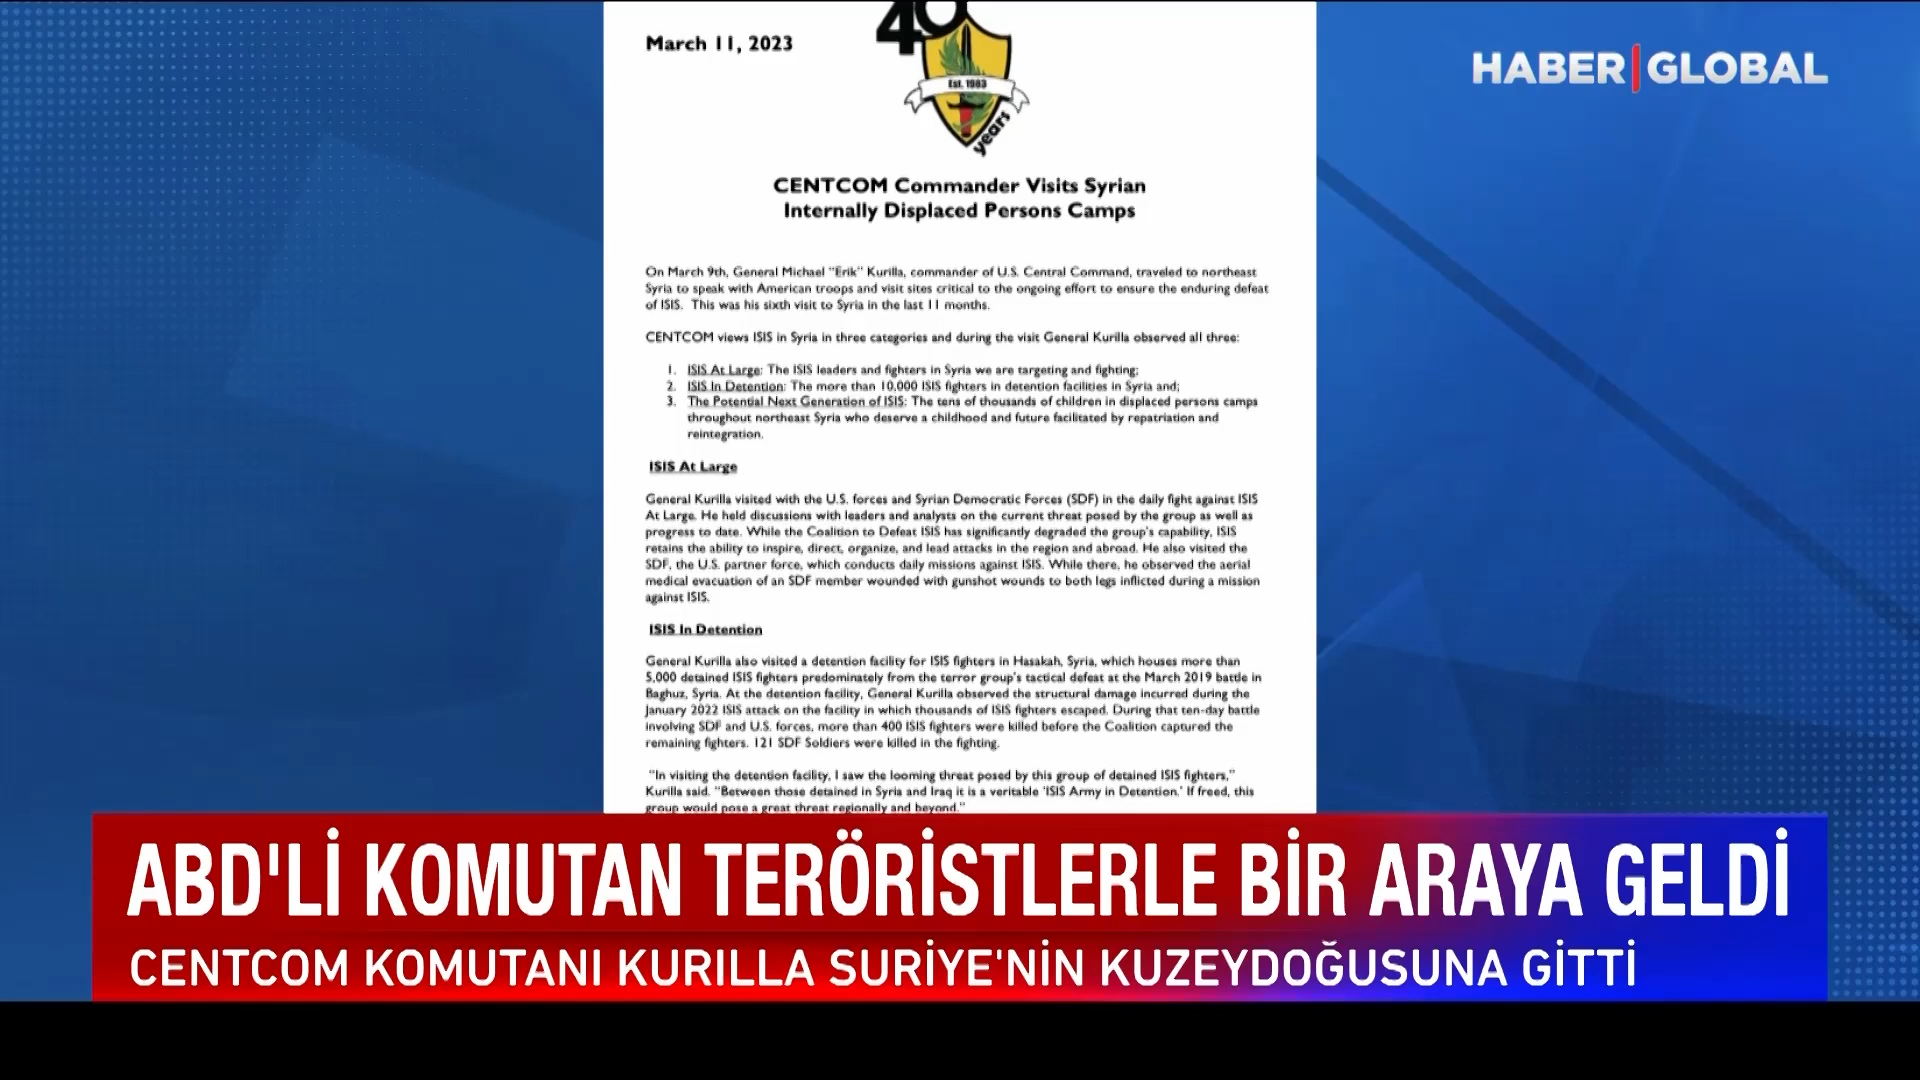 March 11, 2023
40
Est. 1983
years
HABER GLOBAL
CENTCOM Commander Visits Syrian
Internally Displaced Persons Camps
On March 9th, General Michael "Erik" Kurilla, commander of U.S. Central Command, traveled to northeast
Syria to speak with American troops and visit sites critical to the ongoing effort to ensure the enduring defeat
of ISIS. This was his sixth visit to Syria in the last 11 months.
CENTCOM views ISIS in Syria in three categories and during the visit General Kurilla observed all three:
1. ISIS At Large: The ISIS leaders and fighters in Syria we are targeting and fighting;
2. ISIS In Detention: The more than 10,000 ISIS fighters in detention facilities in Syria and;
3. The Potential Next Generation of ISIS: The tens of thousands of children in displaced persons camps
throughout northeast Syria who deserve a childhood and future facilitated by repatriation and
reintegration.
ISIS At Large
General Kurilla visited with the U.S. forces and Syrian Democratic Forces (SDF) in the daily fight against ISIS
At Large. He held discussions with leaders and analysts on the current threat posed by the group as well as
progress to date. While the Coalition to Defeat ISIS has significantly degraded the group's capability, ISIS
retains the ability to inspire, direct, organize, and lead attacks in the region and abroad. He also visited the
SDF, the U.S. partner force, which conducts daily missions against ISIS. While there, he observed the aerial
medical evacuation of an SDF member wounded with gunshot wounds to both legs inflicted during a mission
against ISIS.
ISIS In Detention
General Kurilla also visited a detention facility for ISIS fighters in Hasakah, Syria, which houses more than
5,000 detained ISIS fighters predominately from the terror group's tactical defeat at the March 2019 battle in
Baghuz, Syria. At the detention facility, General Kurilla observed the structural damage incurred during the
January 2022 ISIS attack on the facility in which thousands of ISIS fighters escaped. During that ten-day battle
involving SDF and U.S. forces, more than 400 ISIS fighters were killed before the Coalition captured the
remaining fighters. 121 SDF Soldiers were killed in the fighting.
"In visiting the detention facility, I saw the looming threat posed by this group of detained ISIS fighters,"
Kurilla said. "Between those detained in Syria and Iraq it is a veritable 'ISIS Army in Detention.' If freed, this
group would pose a great threat regionally and beyond."
ABD'Lİ KOMUTAN TERÖRİSTLERLE BİR ARAYA GELDİ
CENTCOM KOMUTANI KURILLA SURİYE'NİN KUZEYDOĞUSUNA GİTTİ